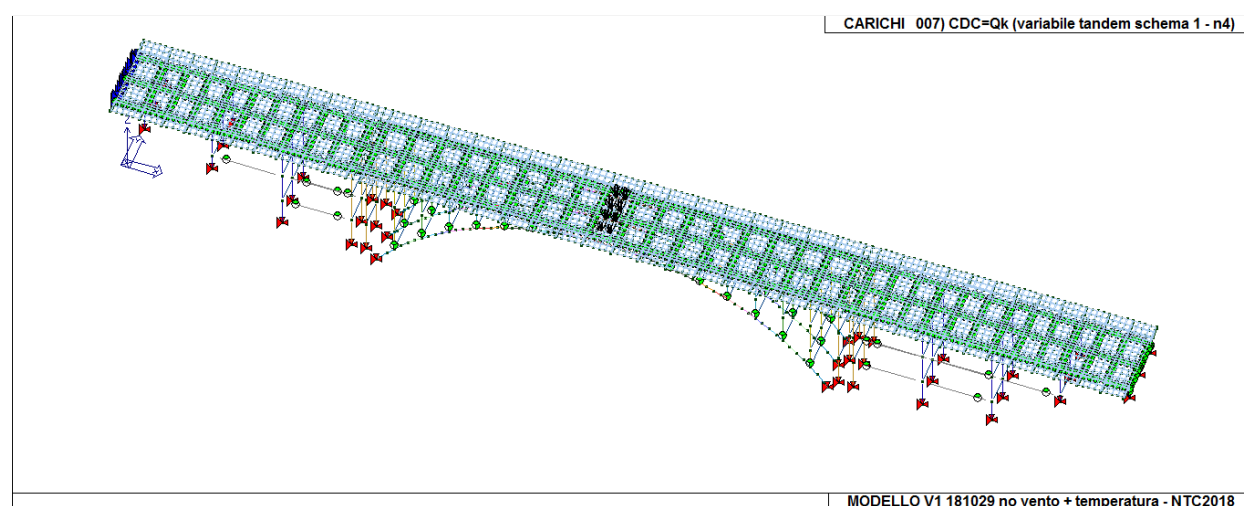 CARICHI 007) CDC=Qk (variabile tandem schema 1 - n4)
Z
MODELLO V1 181029 no vento + temperatura - NTC2018